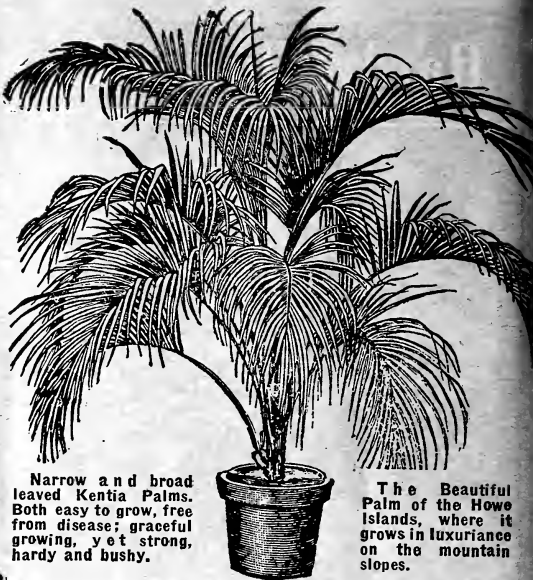 Narrow and broad
leaved Kentia Palms.
Both easy to grow, free
from disease; graceful
growing, yet strong,
hardy and bushy.
The Beautiful
Palm of the Howe
Islands, where it
grows in luxuriance
on the mountain
slopes.